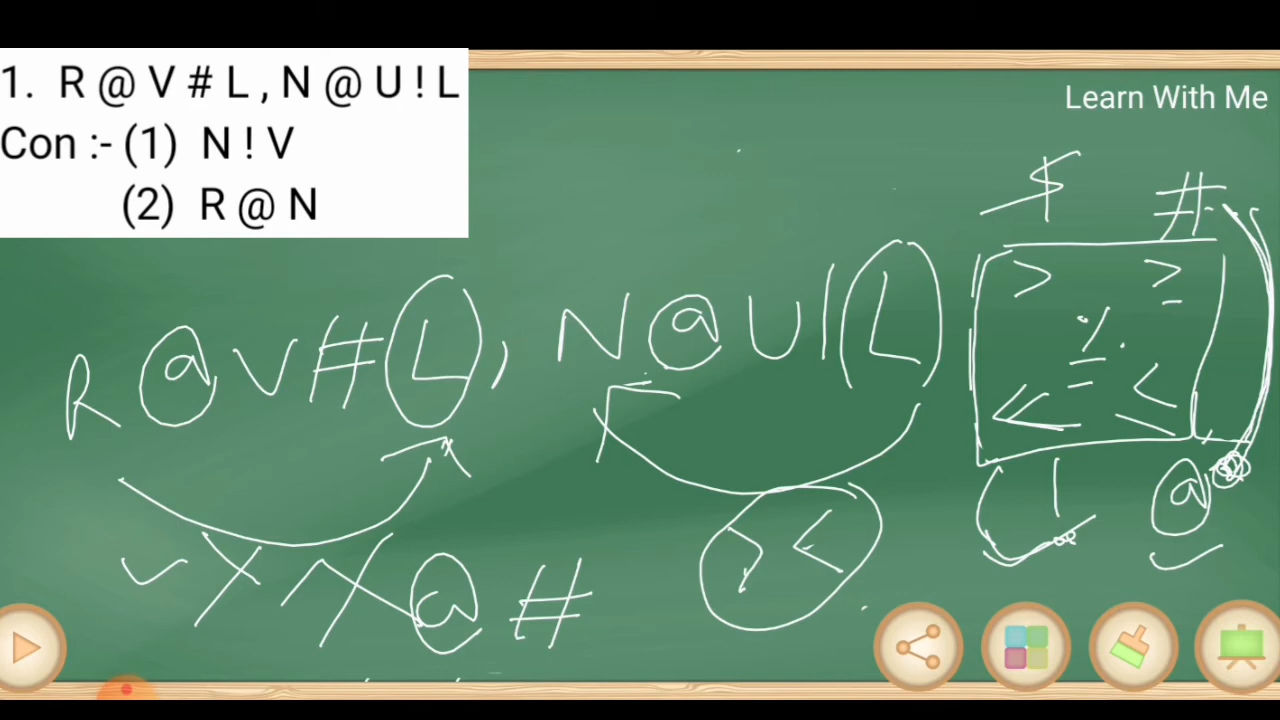 1. R @ V # L , N @ U ! L
Con :- (1) N ! V
(2) R @ N
Learn With Me
$ #
> ≥
%
=
≤ <
! @
R @ V # L , N @ U ! L
@ #
> <